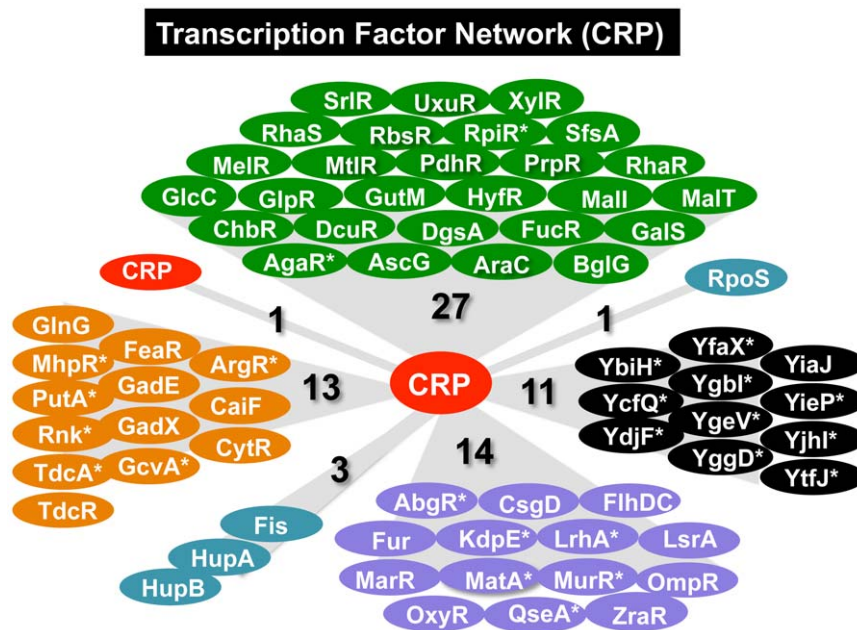 Transcription Factor Network (CRP)
SrlR UxuR XylR
RhaS RbsR RpiR* SfsA
MelR MtlR PdhR PrpR RhaR
GlcC GlpR GutM HyfR MalI MalT
ChbR DcuR DgsA FucR GalS
AgaR* AscG AraC BglG
CRP
RpoS
1
27
1
GlnG
MhpR*
PutA*
Rnk*
TdcA*
TdcR
FeaR
GadE
GadX
GcvA*
ArgR*
CaiF
CytR
13
CRP
11
YbiH*
YcfQ*
YdjF*
YfaX*
YgbI*
YgeV*
YggD*
YiaJ
YieP*
YjhI*
YtfJ*
3
14
Fis
HupA
HupB
AbgR* CsgD FlhDC
Fur KdpE* LrhA* LsrA
MarR MatA* MurR* OmpR
OxyR QseA* ZraR